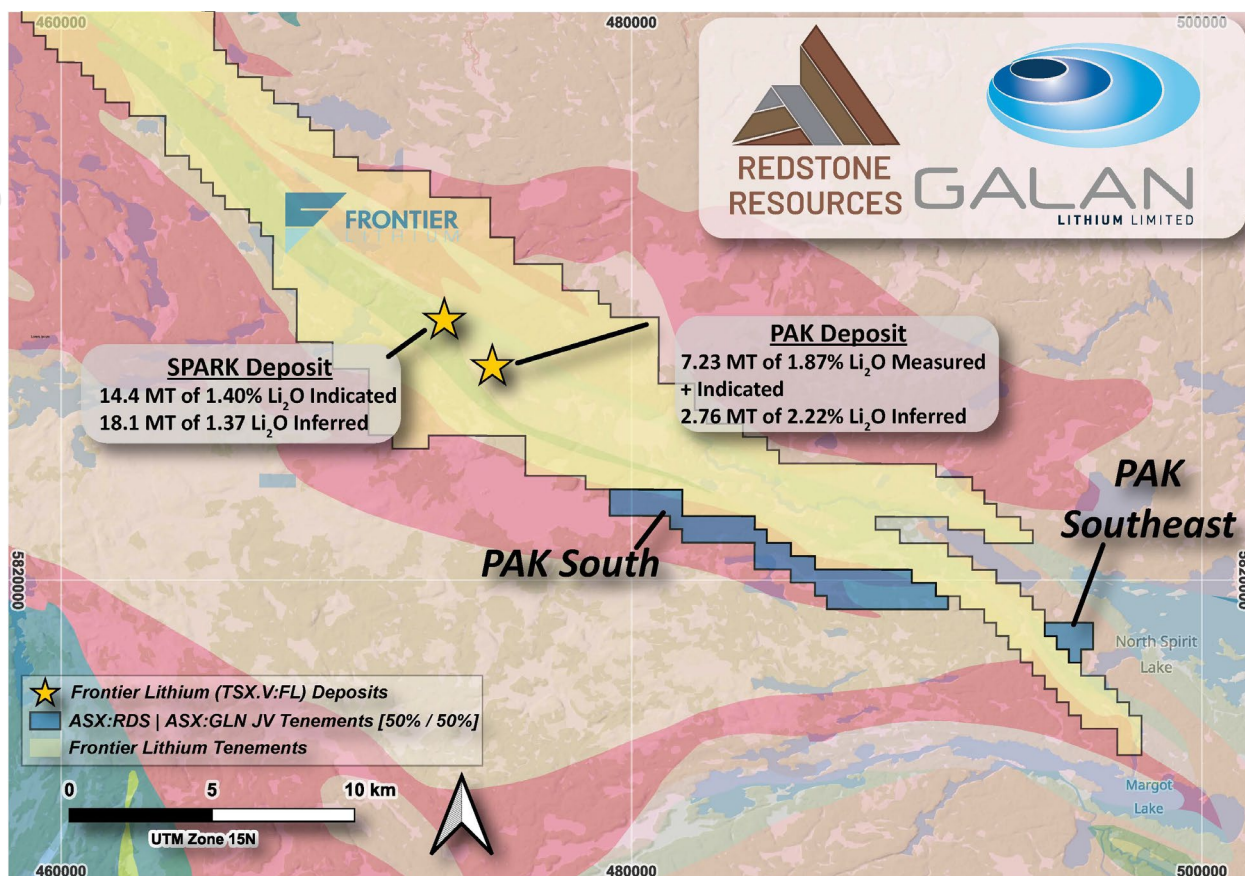 460000
480000
500000
REDSTONE
RESOURCES
GALAN
LITHIUM LIMITED
FRONTIER
LITHIUM
SPARK Deposit
14.4 MT of 1.40% Li₂O Indicated
18.1 MT of 1.37 Li₂O Inferred
PAK Deposit
7.23 MT of 1.87% Li₂O Measured
+ Indicated
2.76 MT of 2.22% Li₂O Inferred
PAK
Southeast
PAK South
5820000
5820000
North Spirit
Lake
Frontier Lithium (TSX.V:FL) Deposits
ASX:RDS | ASX:GLN JV Tenements [50% / 50%]
Frontier Lithium Tenements
0
5
10 km
UTM Zone 15N
Margot
Lake
460000
480000
500000